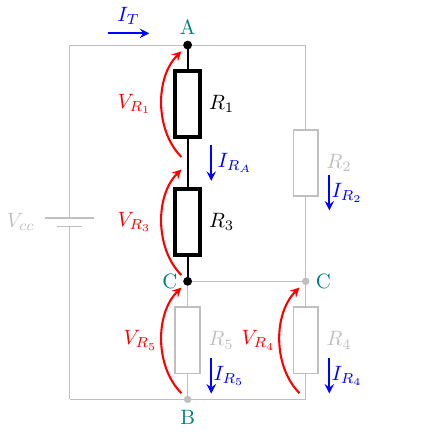 I_T
A
V_{R_1} R_1
I_{R_A} R_2
I_{R_2}
V_{cc} V_{R_3} R_3
C C
V_{R_5} R_5 V_{R_4} R_4
I_{R_5} I_{R_4}
B